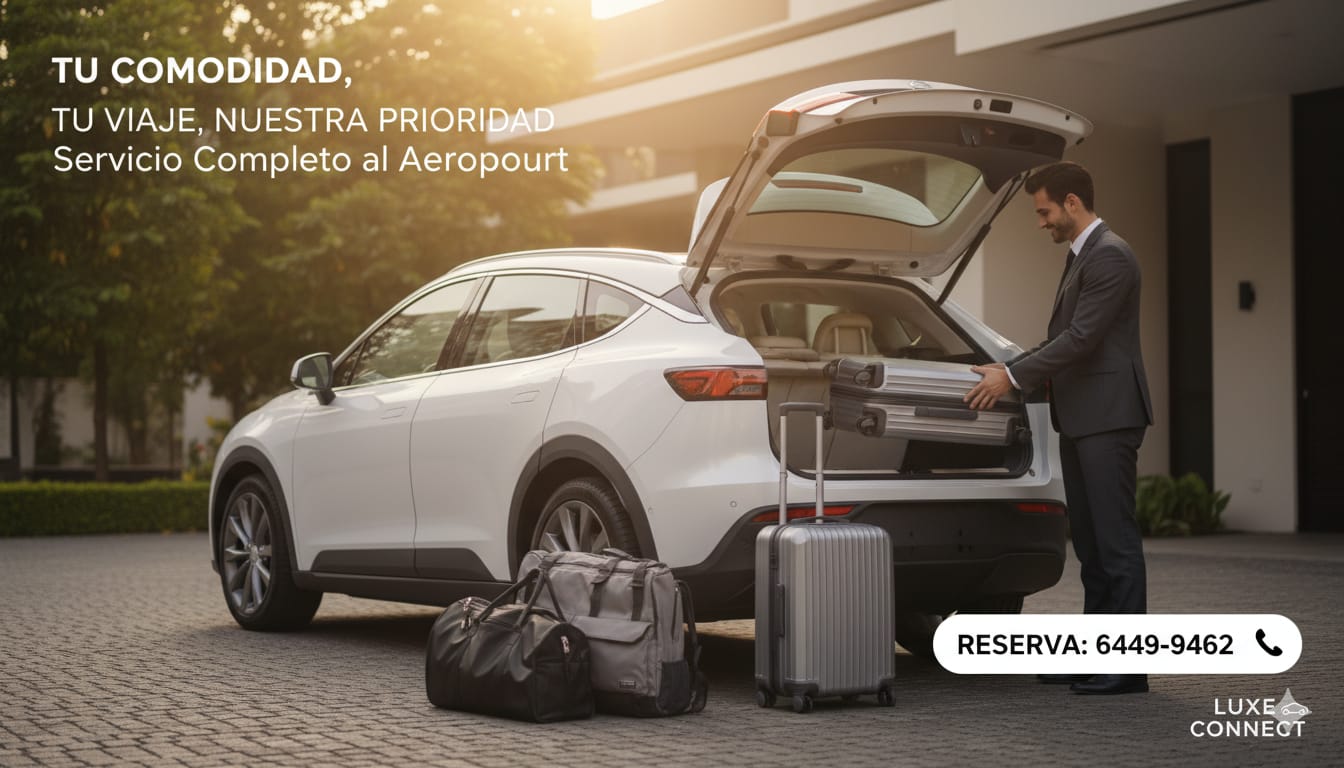 TU COMODIDAD,
TU VIAJE, NUESTRA PRIORIDAD
Servicio Completo al Aeropourt
RESERVA: 6449-9462
LUXE
CONNECT